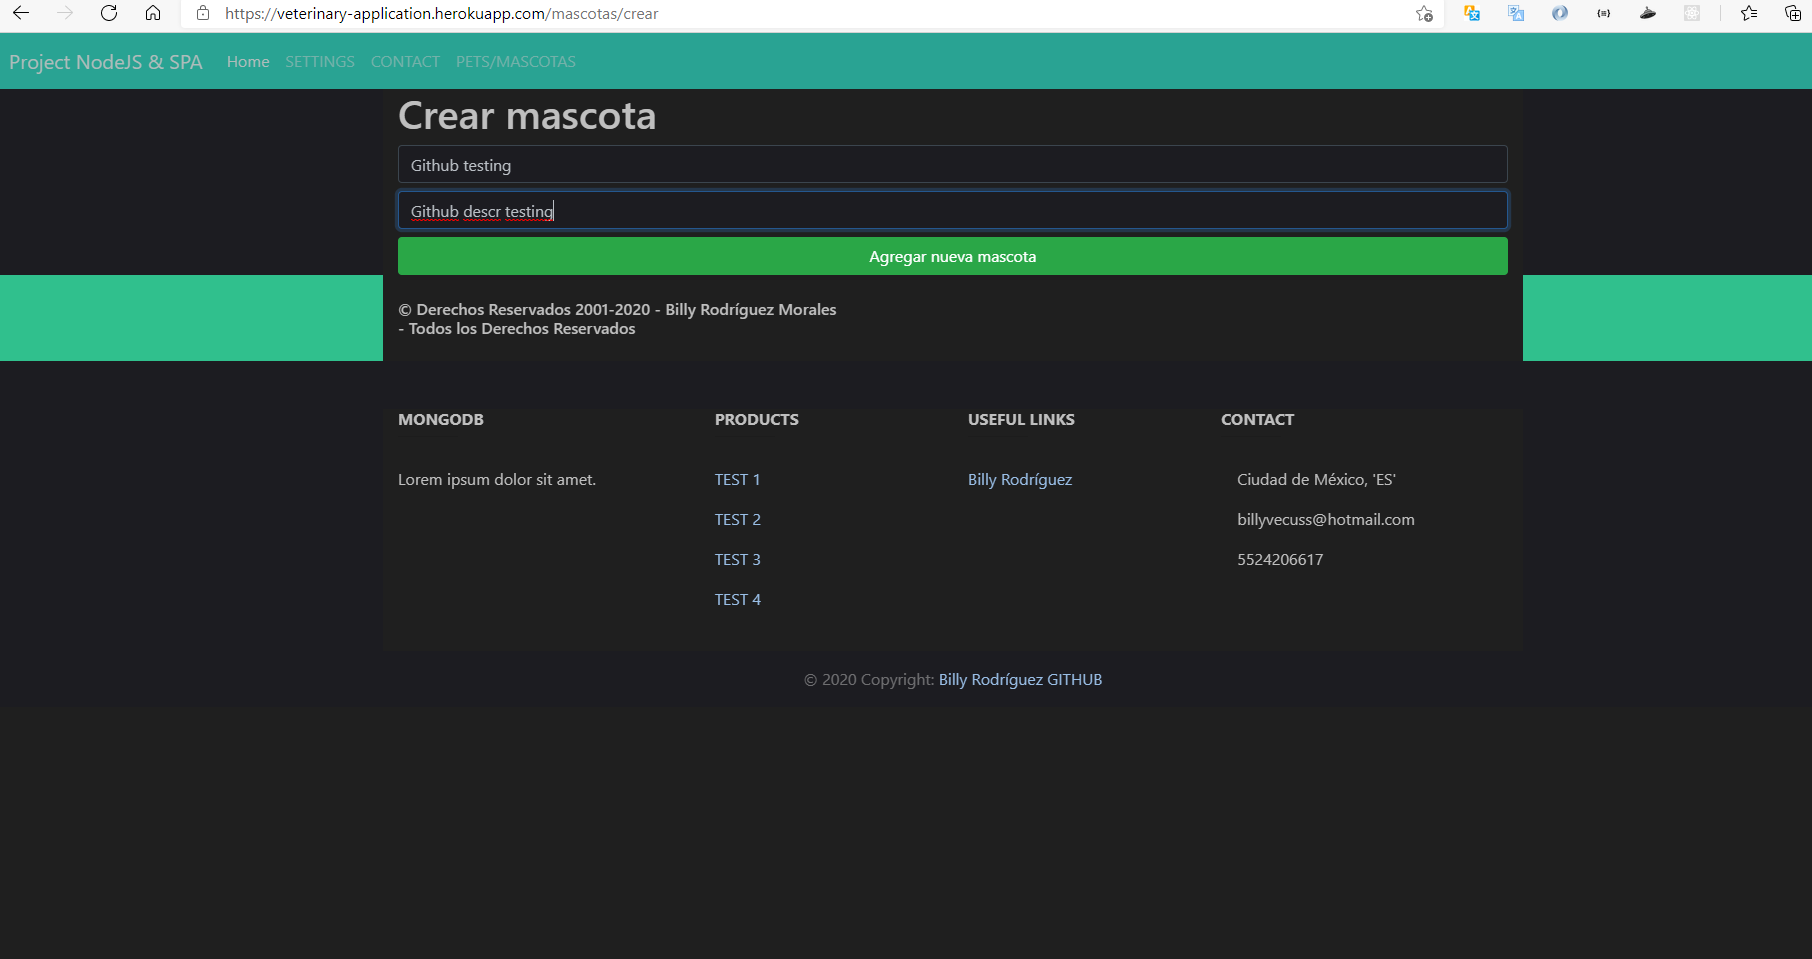 https://veterinary-application.herokuapp.com/mascotas/crear
Project NodeJS & SPA Home SETTINGS CONTACT PETS/MASCOTAS
Crear mascota
Github testing
Github descr testing
Agregar nueva mascota
© Derechos Reservados 2001-2020 - Billy Rodríguez Morales
- Todos los Derechos Reservados
MONGODB
Lorem ipsum dolor sit amet.
PRODUCTS
TEST 1
TEST 2
TEST 3
TEST 4
USEFUL LINKS
Billy Rodríguez
CONTACT
Ciudad de México, 'ES'
billyvecuss@hotmail.com
5524206617
© 2020 Copyright: Billy Rodríguez GITHUB